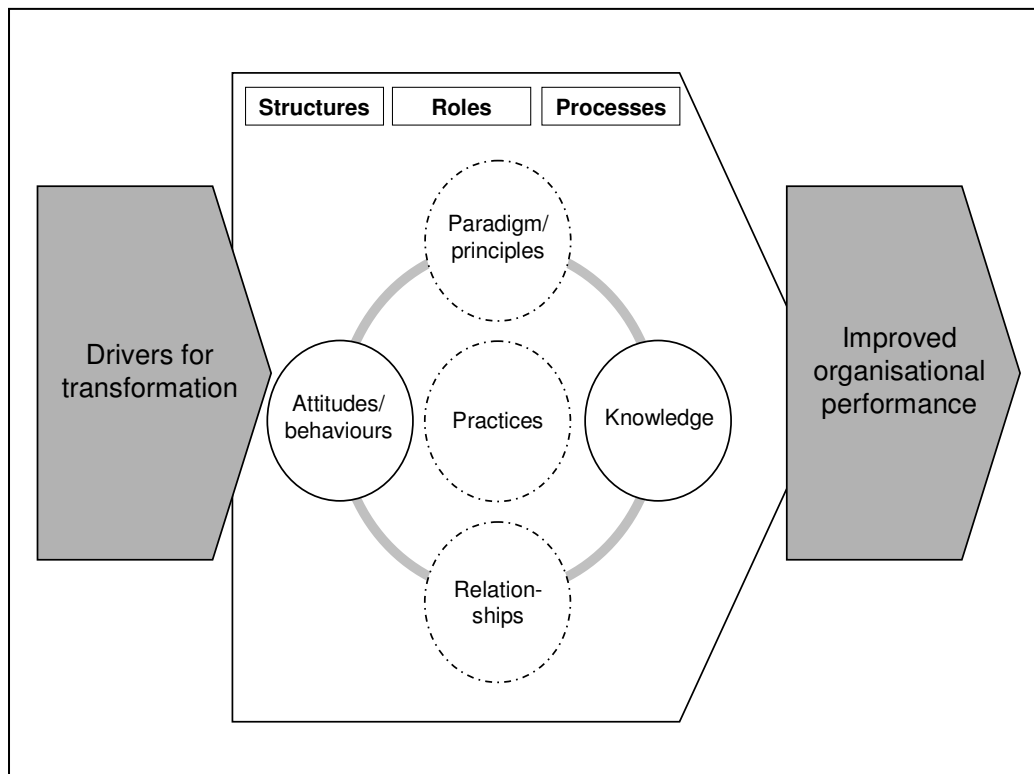 Structures
Roles
Processes
Drivers for
transformation
Paradigm/
principles
Attitudes/
behaviours
Practices
Knowledge
Relation-
ships
Improved
organisational
performance